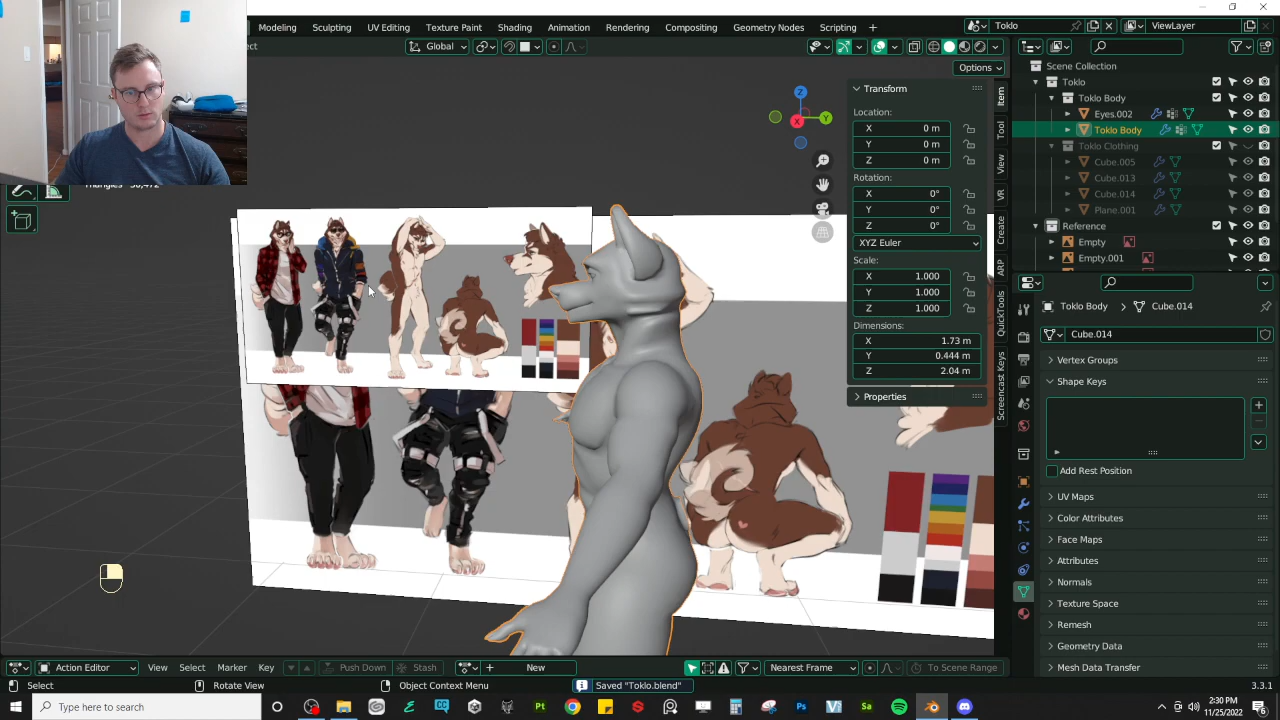 Modeling Sculpting UV Editing Texture Paint Shading Animation Rendering Compositing Geometry Nodes Scripting +
Toklo
ViewLayer
Global
Options
Scene Collection
Toklo
Toklo Body
Eyes.002
Toklo Body
Toklo Clothing
Cube.005
Cube.013
Cube.014
Plane.001
Reference
Empty
Empty.001
Transform
Location:
X 0 m
Y 0 m
Z 0 m
Rotation:
X 0°
Y 0°
Z 0°
XYZ Euler
Scale:
X 1.000
Y 1.000
Z 1.000
Dimensions:
X 1.73 m
Y 0.444 m
Z 2.04 m
Properties
Item
Tool
View
VR
Create
ARP
QuickTools
Screencast Keys
Z
Y
X
Toklo Body
Cube.014
Cube.014
Vertex Groups
Shape Keys
Add Rest Position
UV Maps
Color Attributes
Face Maps
Attributes
Normals
Texture Space
Remesh
Geometry Data
Mesh Data Transfer
Action Editor View Select Marker Key Push Down Stash New Nearest Frame To Scene Range
Select Rotate View Object Context Menu Saved "Toklo.blend" 3.3.1
Type here to search
2:30 PM
11/25/2022